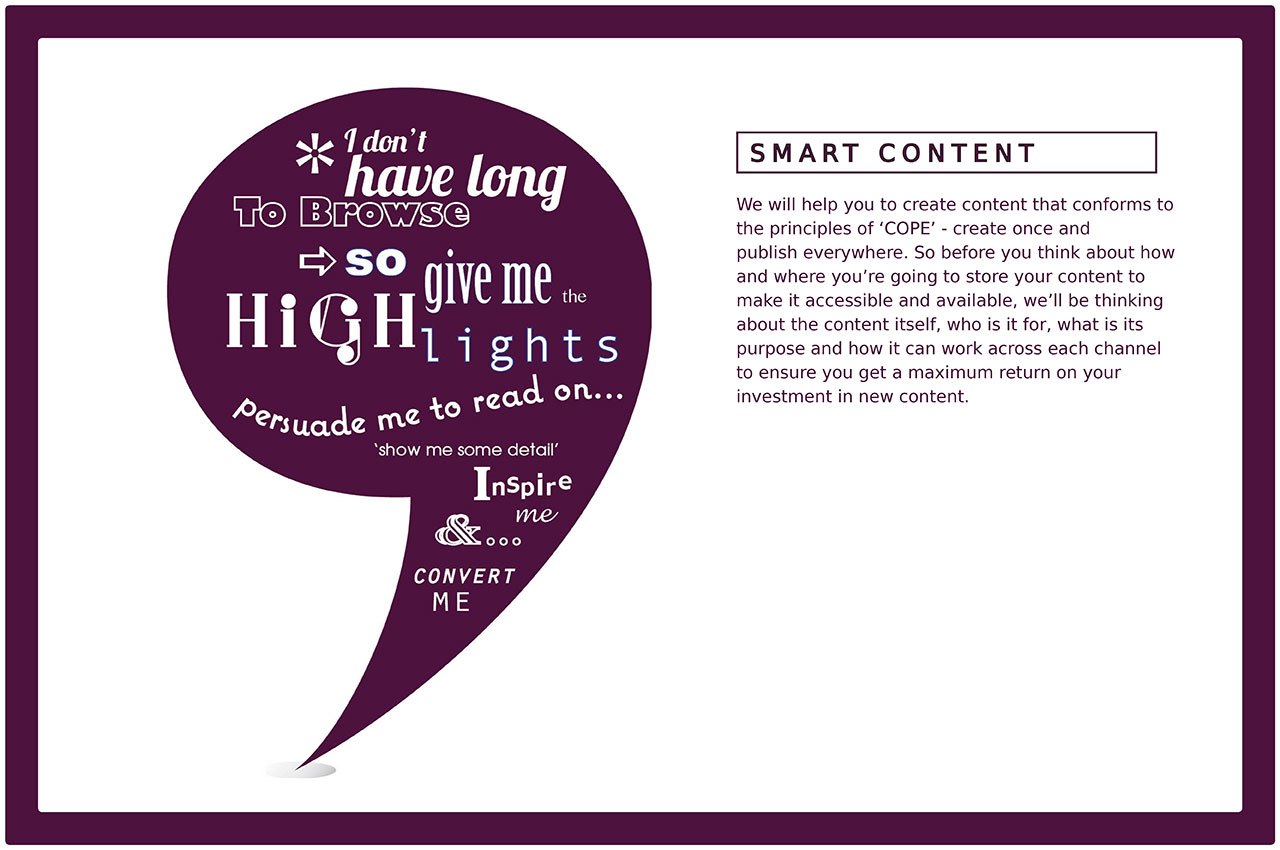 * I don't
have long
To Browse
⇨ so give me the
HiGH lights
persuade me to read on...
‘show me some detail’
Inspire
me
&...
CONVERT
ME
SMART CONTENT
We will help you to create content that conforms to
the principles of ‘COPE’ - create once and
publish everywhere. So before you think about how
and where you’re going to store your content to
make it accessible and available, we’ll be thinking
about the content itself, who is it for, what is its
purpose and how it can work across each channel
to ensure you get a maximum return on your
investment in new content.